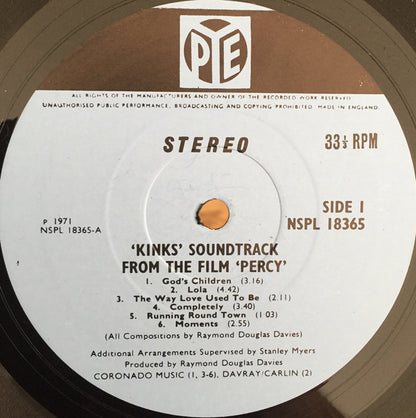 PYE
ALL RIGHTS OF THE MANUFACTURERS AND OWNER OF THE RECORDED WORK RESERVED
UNAUTHORISED PUBLIC PERFORMANCE, BROADCASTING AND COPYING PROHIBITED. MADE IN ENGLAND
STEREO
33⅓ RPM
P 1971
NSPL 18365-A
SIDE 1
NSPL 18365
'KINKS' SOUNDTRACK
FROM THE FILM 'PERCY'
1. God's Children (3.16)
2. Lola (4.42)
3. The Way Love Used To Be (2:11)
4. Completely (3.40)
5. Running Round Town (1 03)
6. Moments (2.55)
(All Compositions by Raymond Douglas Davies)
Additional Arrangements Supervised by Stanley Myers
Produced by Raymond Douglas Davies
CORONADO MUSIC (1, 3-6), DAVRAY/CARLIN (2)